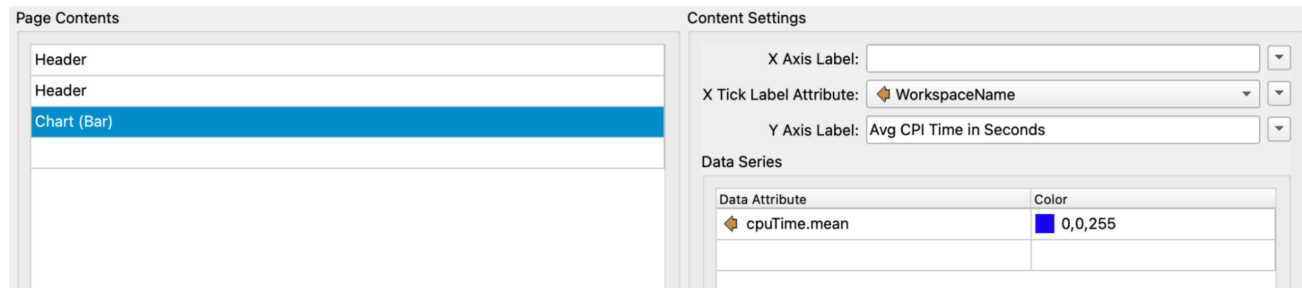 Page Contents
Header
Header
Chart (Bar)
Content Settings
X Axis Label:
X Tick Label Attribute: WorkspaceName
Y Axis Label: Avg CPI Time in Seconds
Data Series
Data Attribute Color
cpuTime.mean 0,0,255